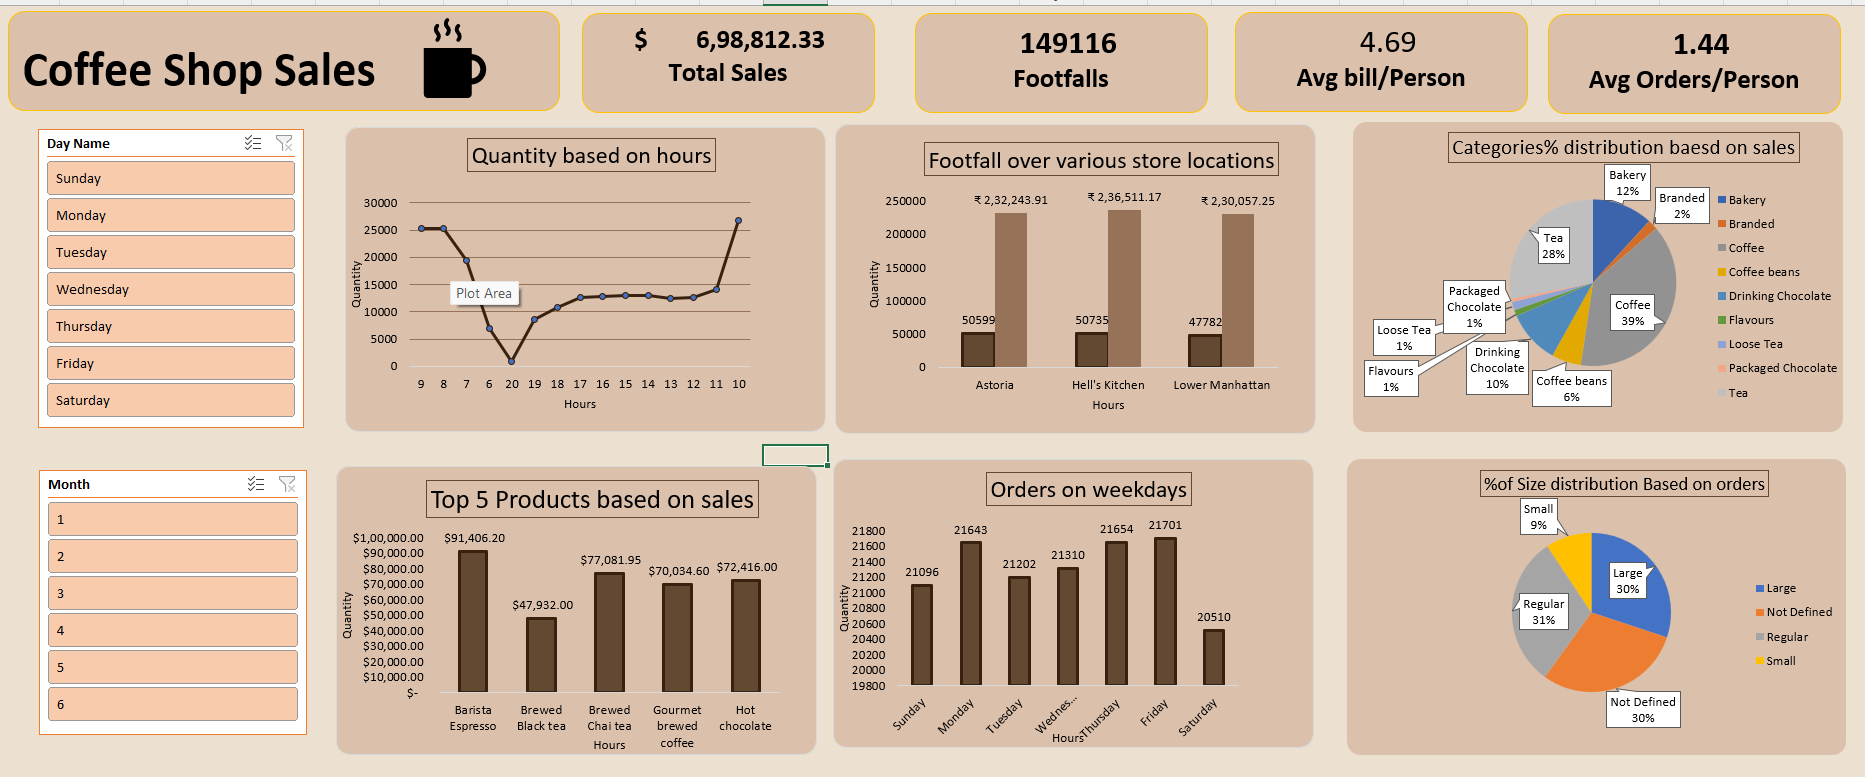 Coffee Shop Sales
$ 6,98,812.33
Total Sales
149116
Footfalls
4.69
Avg bill/Person
1.44
Avg Orders/Person
Day Name
Sunday
Monday
Tuesday
Wednesday
Thursday
Friday
Saturday
Quantity based on hours
30000
25000
20000
15000
10000
5000
0
Quantity
Plot Area
9 8 7 6 20 19 18 17 16 15 14 13 12 11 10
Hours
Footfall over various store locations
250000
200000
150000
100000
50000
0
Quantity
₹ 2,32,243.91
₹ 2,36,511.17
₹ 2,30,057.25
50599
50735
47782
Astoria
Hell's Kitchen
Lower Manhattan
Hours
Categories% distribution baesd on sales
Bakery
12%
Branded
2%
Tea
28%
Coffee
39%
Packaged
Chocolate
1%
Loose Tea
1%
Flavours
1%
Drinking
Chocolate
10%
Coffee beans
6%
Bakery
Branded
Coffee
Coffee beans
Drinking Chocolate
Flavours
Loose Tea
Packaged Chocolate
Tea
Month
1
2
3
4
5
6
Top 5 Products based on sales
$1,00,000.00
$90,000.00
$80,000.00
$70,000.00
$60,000.00
$50,000.00
$40,000.00
$30,000.00
$20,000.00
$10,000.00
$-
Quantity
$91,406.20
$47,932.00
$77,081.95
$70,034.60
$72,416.00
Barista
Espresso
Brewed
Black tea
Brewed
Chai tea
Gourmet
brewed
coffee
Hot
chocolate
Hours
Orders on weekdays
21800
21600
21400
21200
21000
20800
20600
20400
20200
20000
19800
Quantity
21096
21643
21202
21310
21654
21701
20510
Sunday
Monday
Tuesday
Wednes...
Thursday
Friday
Saturday
Hours
%of Size distribution Based on orders
Small
9%
Large
30%
Regular
31%
Not Defined
30%
Large
Not Defined
Regular
Small